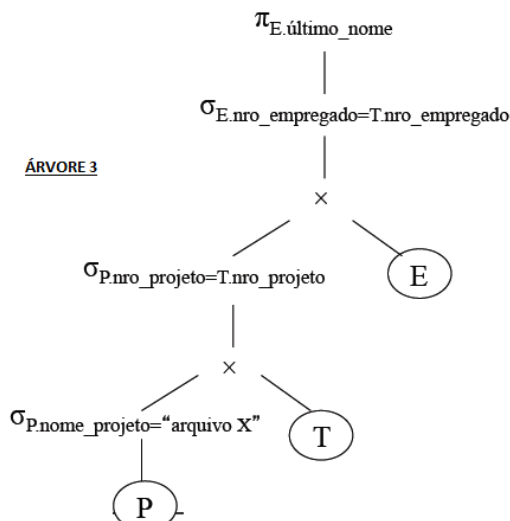 πE.último_nome
σE.nro_empregado=T.nro_empregado
ÁRVORE 3
×
σP.nro_projeto=T.nro_projeto
E
×
σP.nome_projeto=“arquivo X”
T
P